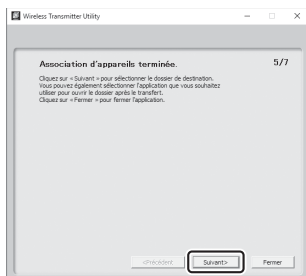 Wireless Transmitter Utility
Association d'appareils terminée.
5/7
Cliquez sur « Suivant » pour sélectionner le dossier de destination.
Vous pouvez également sélectionner l'application que vous souhaitez
utiliser pour ouvrir le dossier après le transfert.
Cliquez sur « Fermer » pour fermer l'application.
<Précédent
Suivant>
Fermer